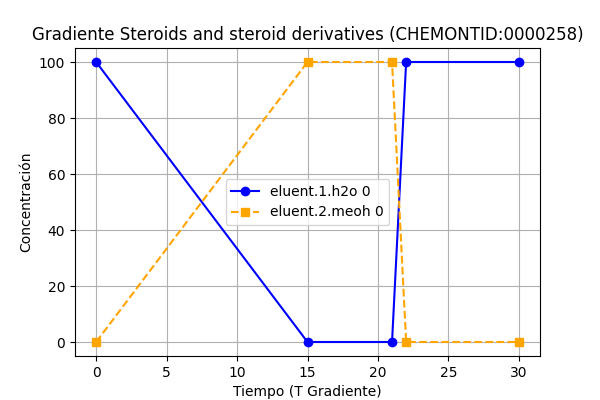 Gradiente Steroids and steroid derivatives (CHEMONTID:0000258)
100
80
60
40
20
0
Concentración
eluent.1.h2o 0
eluent.2.meoh 0
0 5 10 15 20 25 30
Tiempo (T Gradiente)